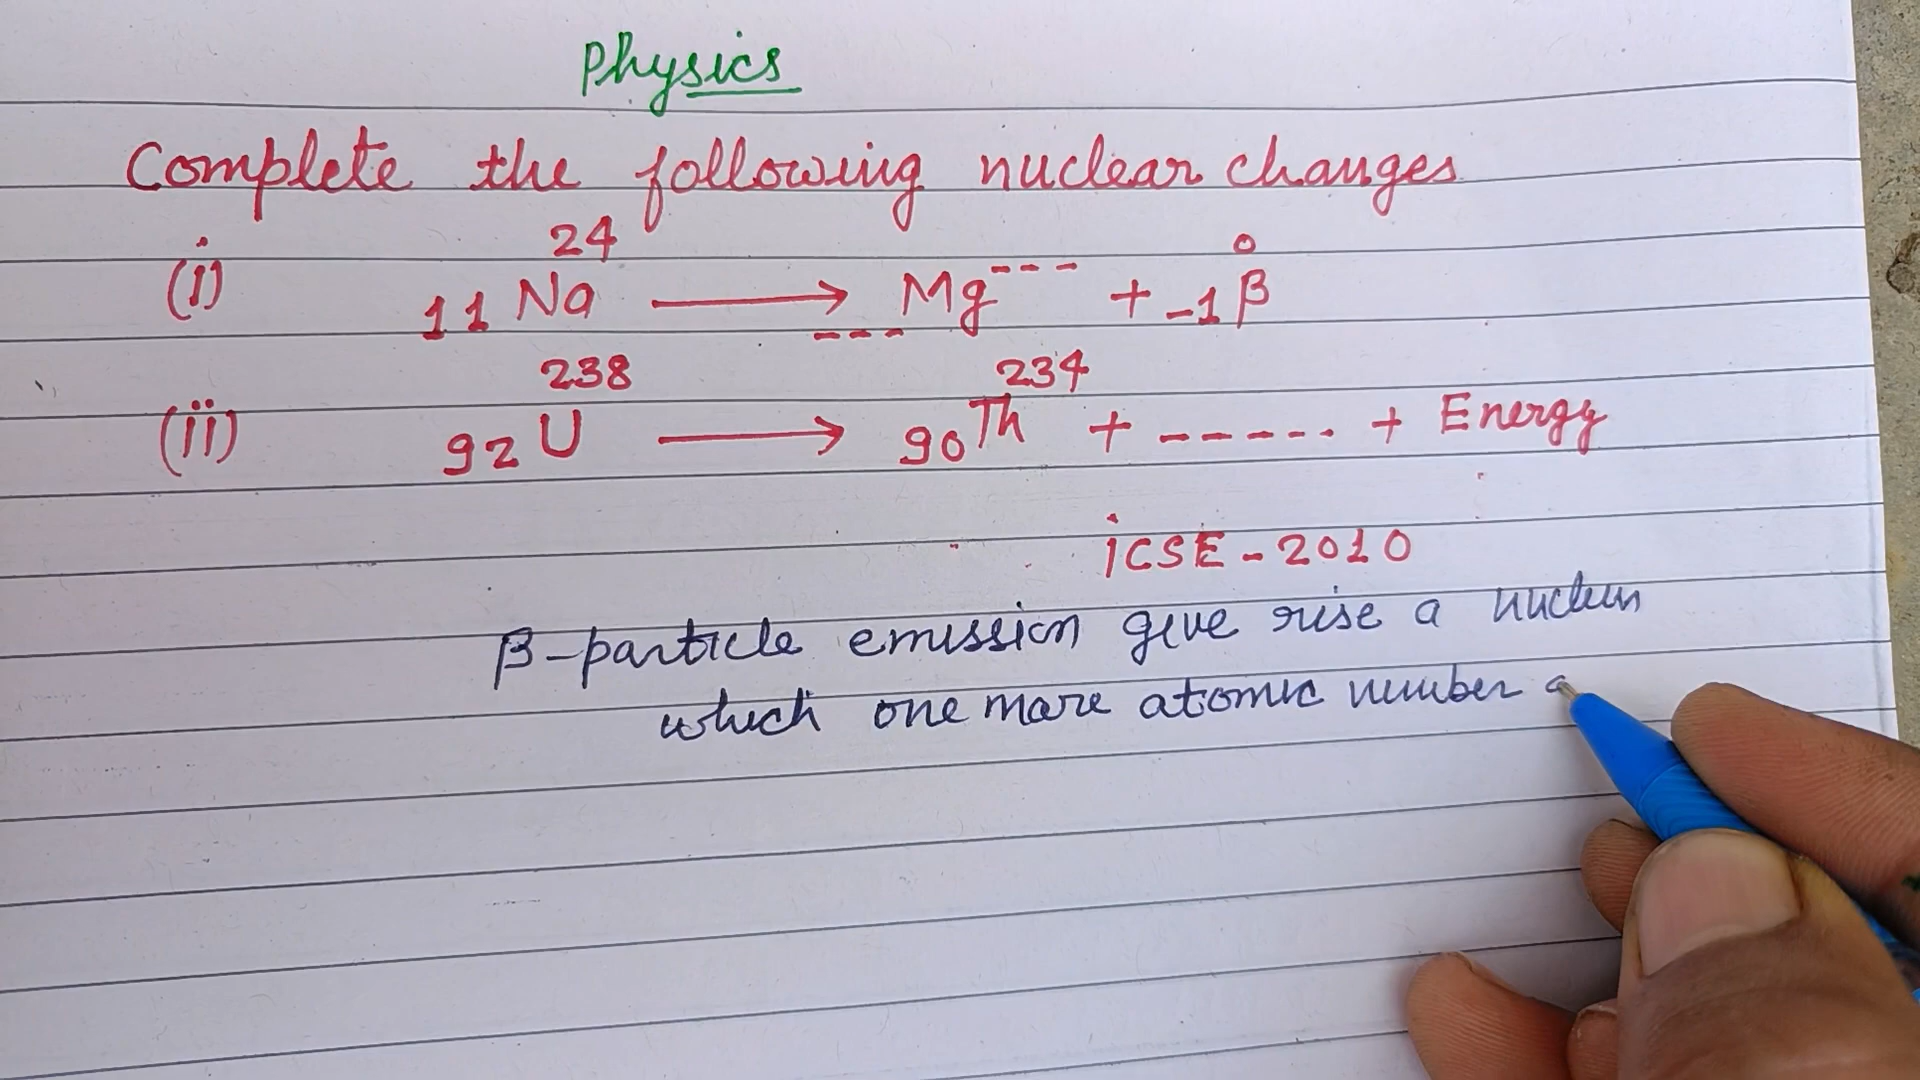 Physics
Complete the following nuclear changes
24 0
(i) 11 Na ⟶ --- Mg --- + -1 β
238 234
(ii) 92 U ⟶ 90 Th + ------ + Energy
ICSE - 2010
β-particle emission give rise a
which one more atomic number a